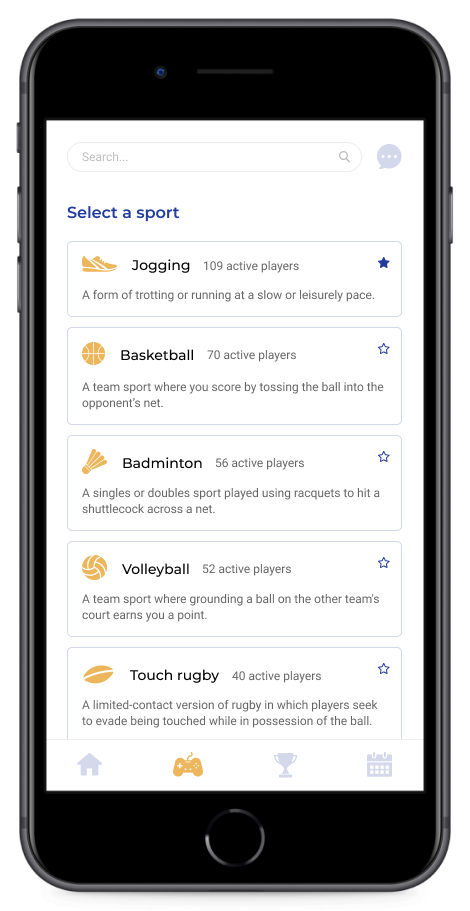 Search...
Select a sport
Jogging 109 active players
A form of trotting or running at a slow or leisurely pace.
Basketball 70 active players
A team sport where you score by tossing the ball into the
opponent's net.
Badminton 56 active players
A singles or doubles sport played using racquets to hit a
shuttlecock across a net.
Volleyball 52 active players
A team sport where grounding a ball on the other team's
court earns you a point.
Touch rugby 40 active players
A limited-contact version of rugby in which players seek
to evade being touched while in possession of the ball.